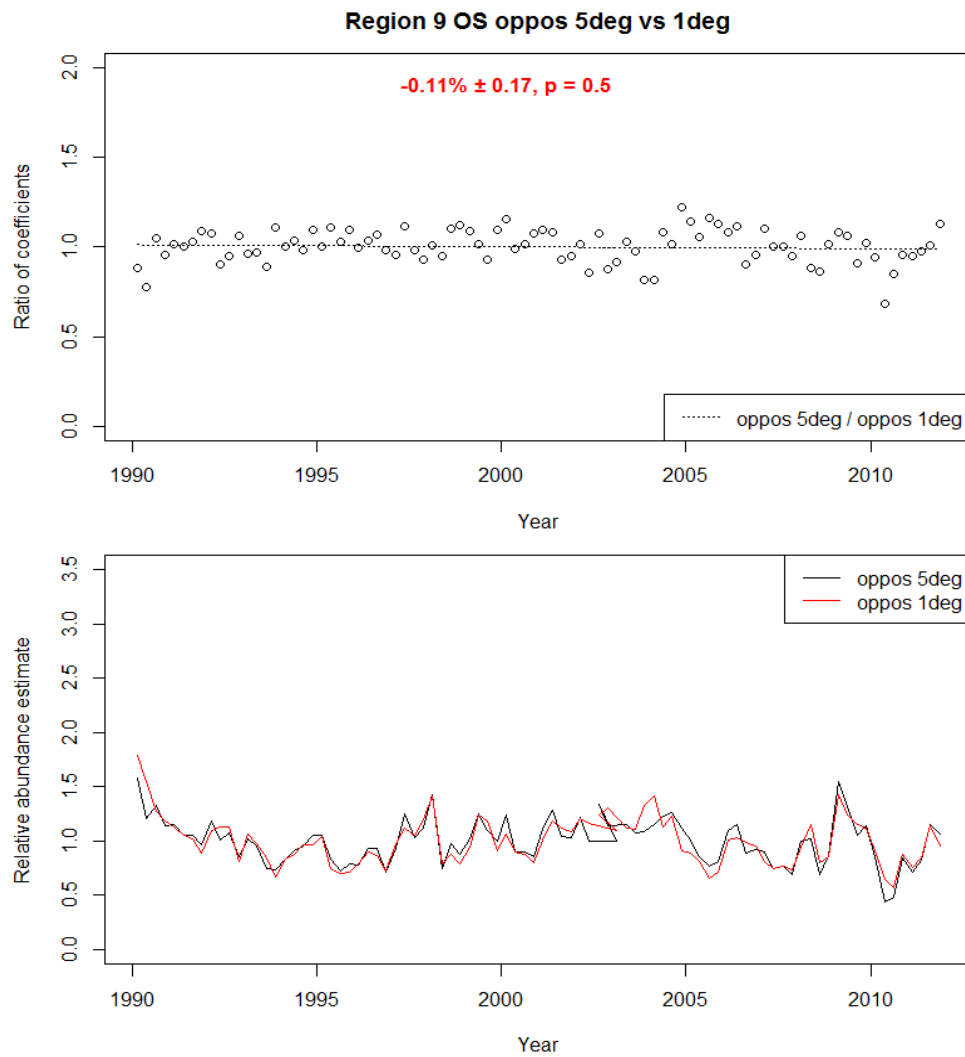 Region 9 OS oppos 5deg vs 1deg
-0.11% ± 0.17, p = 0.5
Ratio of coefficients
2.0
1.5
1.0
0.5
0.0
oppos 5deg / oppos 1deg
1990 1995 2000 2005 2010
Year
Relative abundance estimate
3.5
3.0
2.5
2.0
1.5
1.0
0.5
0.0
oppos 5deg
oppos 1deg
1990 1995 2000 2005 2010
Year